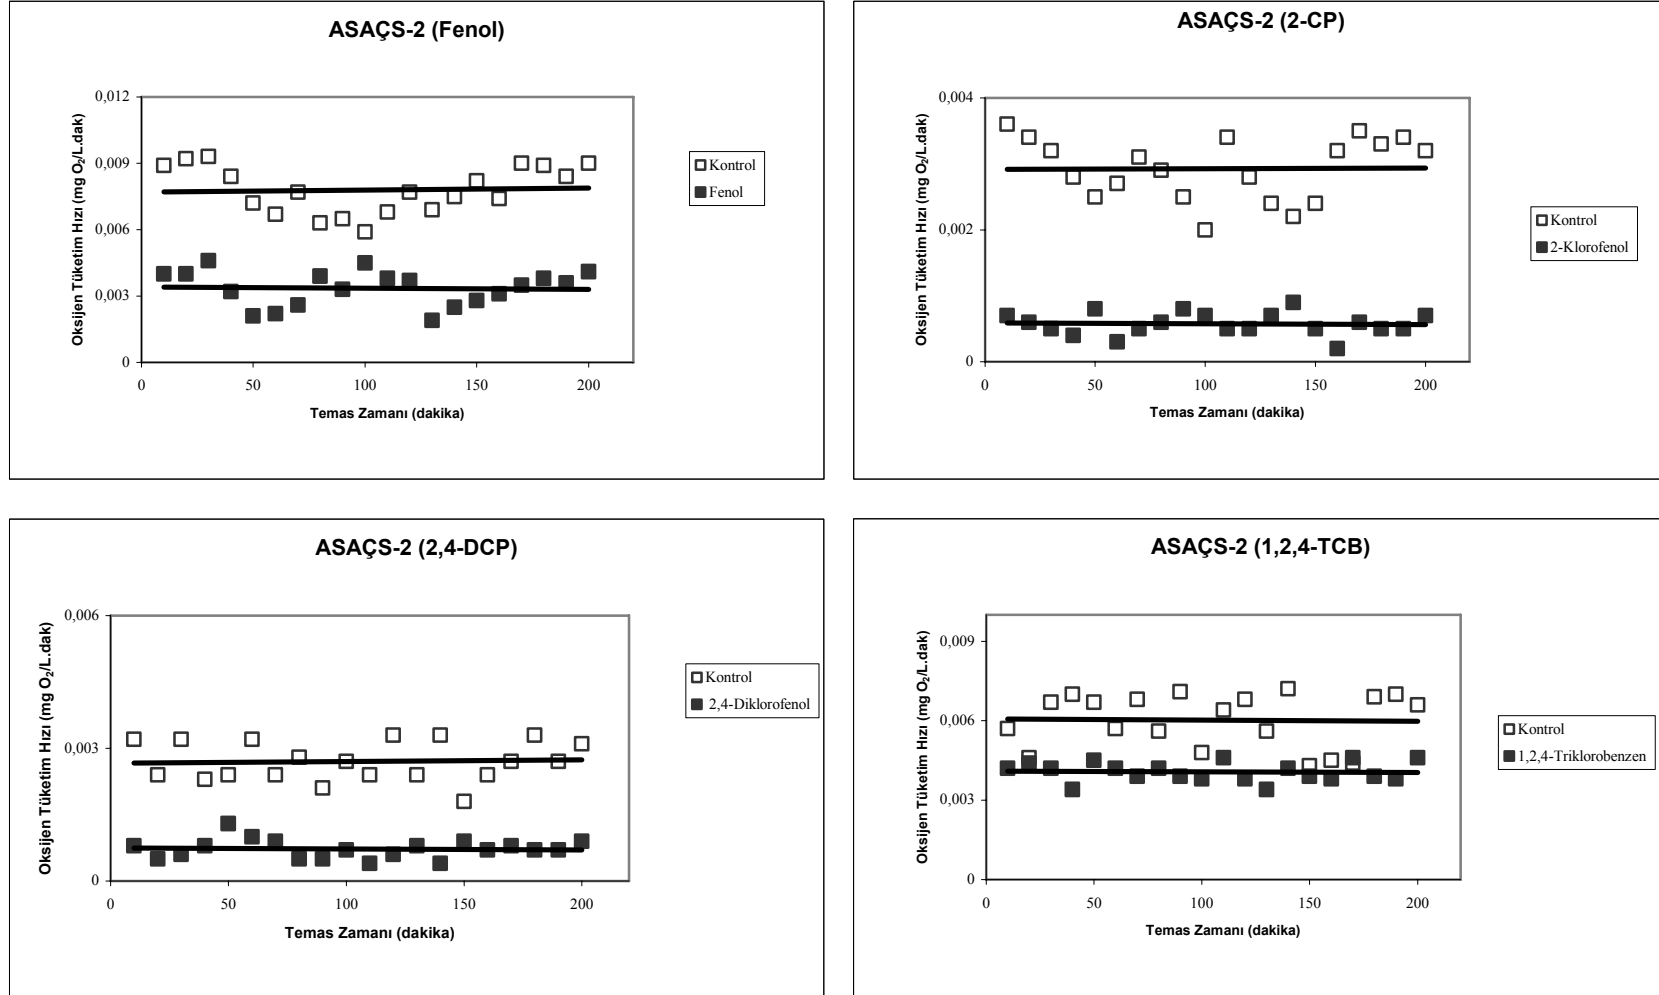 ASAÇS-2 (Fenol)
Oksijen Tüketim Hızı (mg O2/L.dak)
0,012
0,009
0,006
0,003
0
0
50
100
150
200
Temas Zamanı (dakika)
Kontrol
Fenol
ASAÇS-2 (2-CP)
Oksijen Tüketim Hızı (mg O2/L.dak)
0,004
0,002
0
0
50
100
150
200
Temas Zamanı (dakika)
Kontrol
2-Klorofenol
ASAÇS-2 (2,4-DCP)
Oksijen Tüketim Hızı (mg O2/L.dak)
0,006
0,003
0
0
50
100
150
200
Temas Zamanı (dakika)
Kontrol
2,4-Diklorofenol
ASAÇS-2 (1,2,4-TCB)
Oksijen Tüketim Hızı (mg O2/L.dak)
0,009
0,006
0,003
0
0
50
100
150
200
Temas Zamanı (dakika)
Kontrol
1,2,4-Triklorobenzen